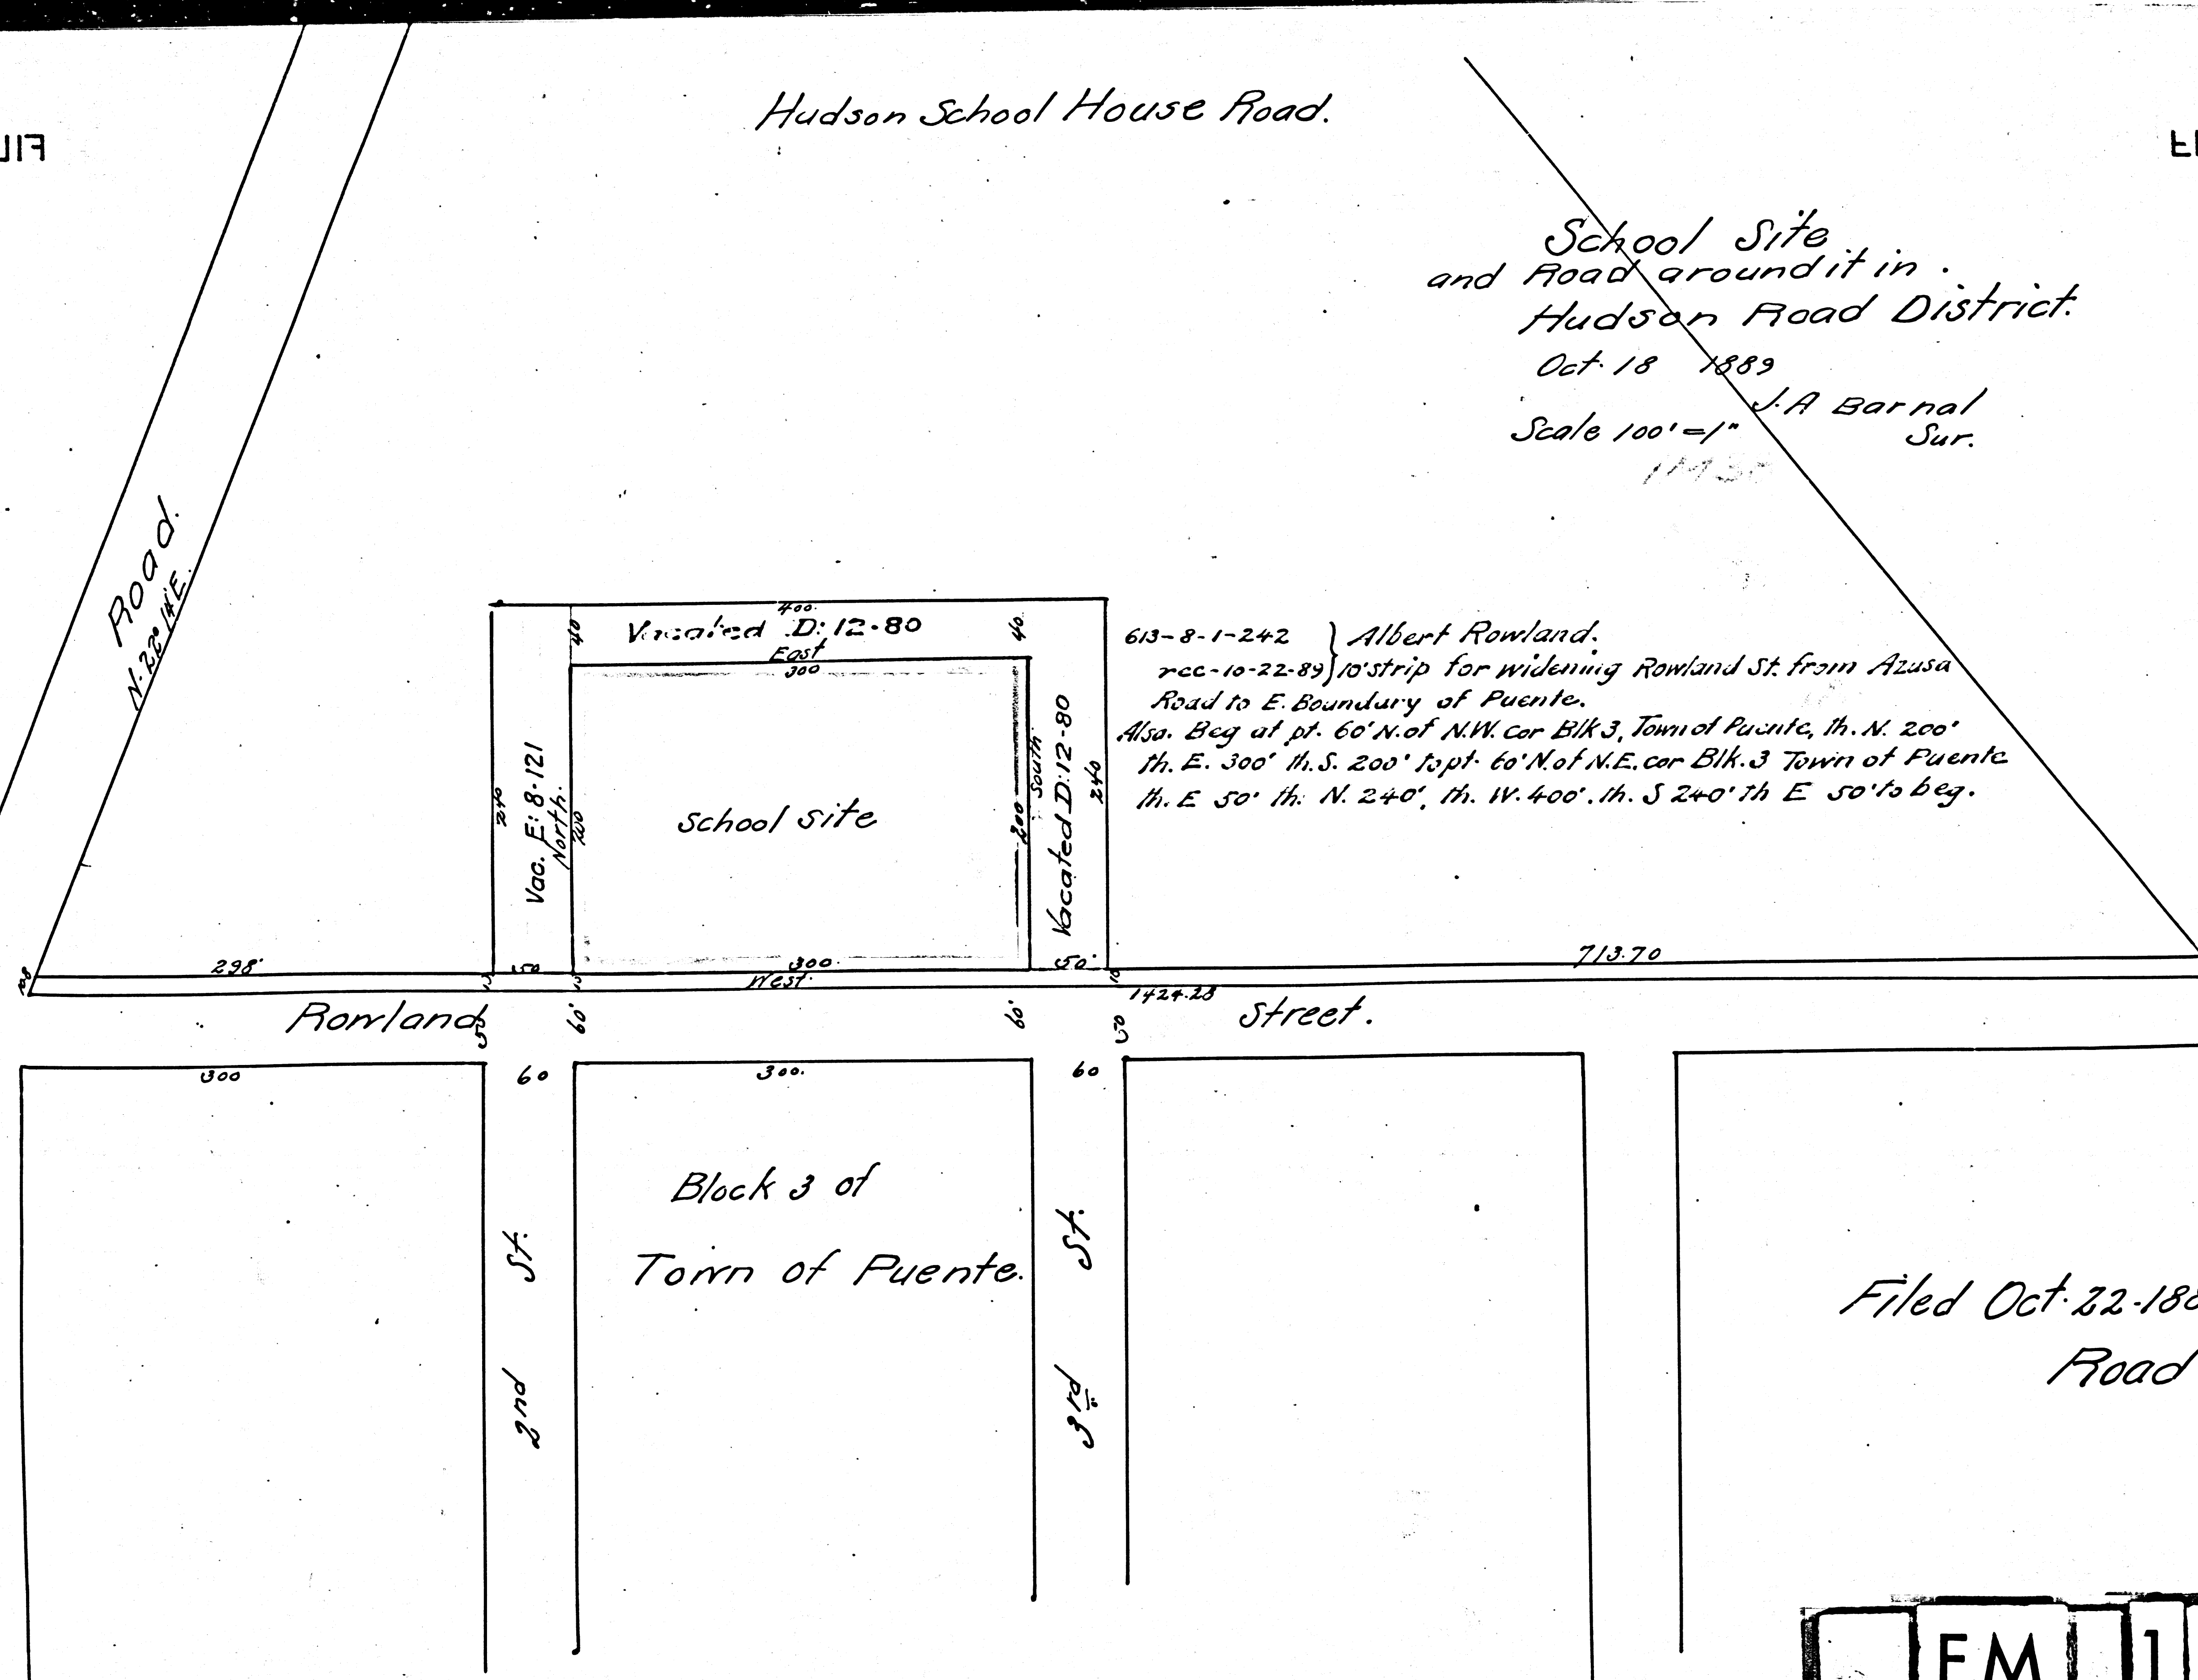 Hudson School House Road.
School Site
and Road around it in
Hudson Road District.
Oct. 18 1889
J. A Barnal
Sur.
Scale 100' = 1"
Road.
N. 22° 14' E.
400.
40
Vacated D: 12-80
40.
East
300
613-8-1-242 } Albert Rowland.
rec-10-22-89 } 10' strip for widening Rowland St. from Azusa
Road to E. Boundary of Puente.
Also. Beg at pt. 60' N. of N.W. cor Blk 3, Town of Puente, th. N. 200'
th. E. 300' th. S. 200' to pt. 60' N. of N.E. cor Blk. 3 Town of Puente
th. E 50' th. N. 240', th. W. 400'. th. S 240' th E 50' to beg.
240
Vac. E: 8-121
North.
200
School site
200
South
Vacated D: 12-80
240
298'
50
300.
50'
713.70
West.
10
1424.28
Rowland
50
60'
60'
50
Street.
300
60
300.
60
Block 3 of
Town of Puente.
2nd St.
3rd St.
Filed Oct. 22-188
Road
FM 1